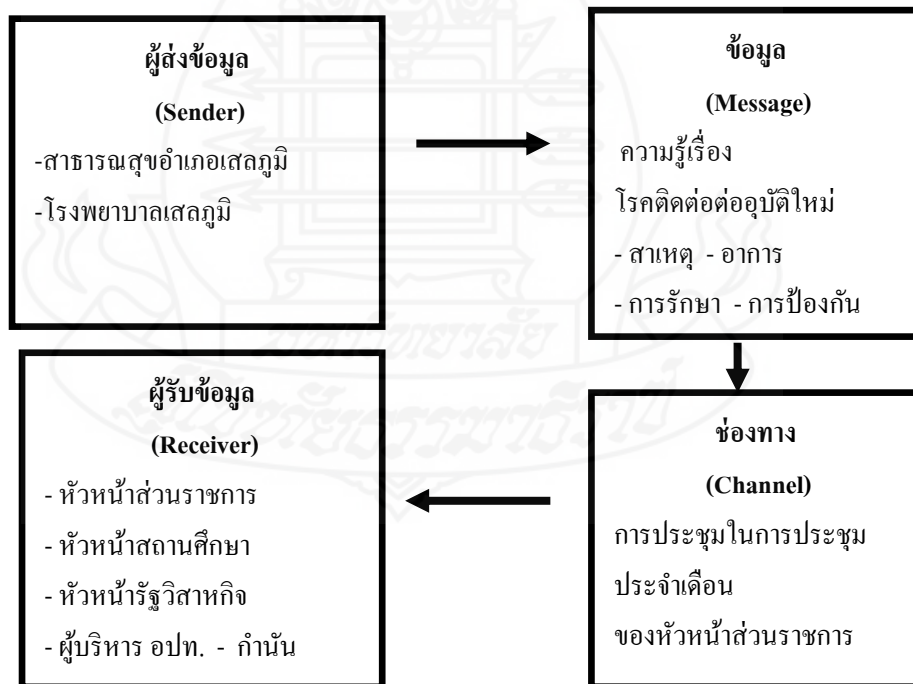 ผู้ส่งข้อมูล
(Sender)
-สาธารณสุขอำเภอเสลภูมิ
-โรงพยาบาลเสลภูมิ
ข้อมูล
(Message)
ความรู้เรื่อง
โรคติดต่อต่ออุบัติใหม่
- สาเหตุ - อาการ
- การรักษา - การป้องกัน
ช่องทาง
(Channel)
การประชุมในการประชุม
ประจำเดือน
ของหัวหน้าส่วนราชการ
ผู้รับข้อมูล
(Receiver)
- หัวหน้าส่วนราชการ
- หัวหน้าสถานศึกษา
- หัวหน้ารัฐวิสาหกิจ
- ผู้บริหาร อปท. - กำนัน